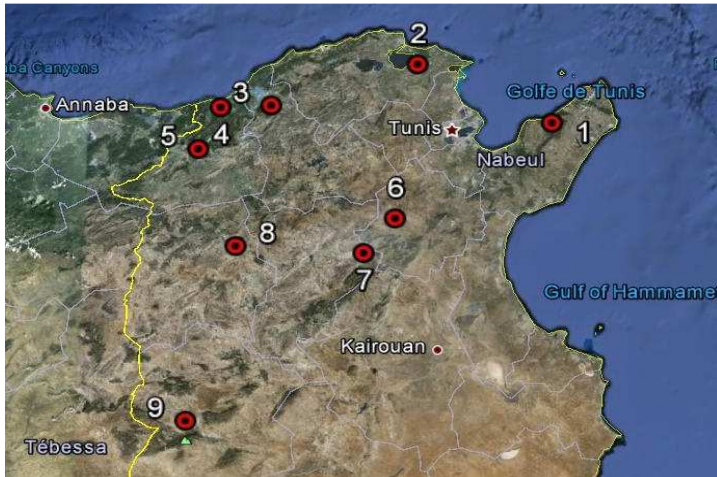 2
ba Canyons
Golfe de Tunis
3
Annaba
Tunis
1
5
4
Nabeul
6
8
7
Gulf of Hammamet
Kairouan
9
Tébessa